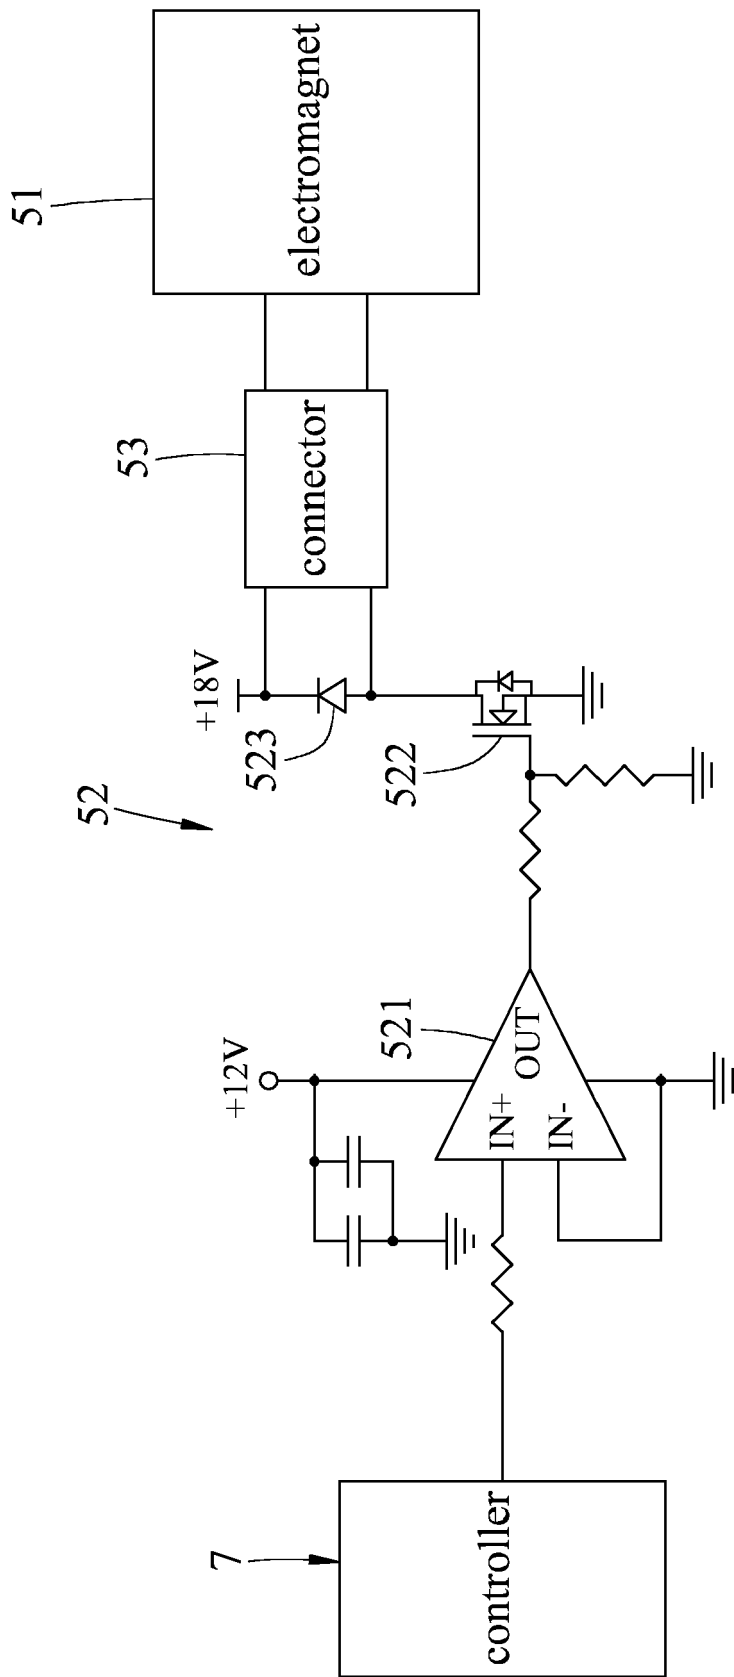 7
controller
+12V
521
IN+
IN-
OUT
52
+18V
523
522
53
connector
51
electromagnet